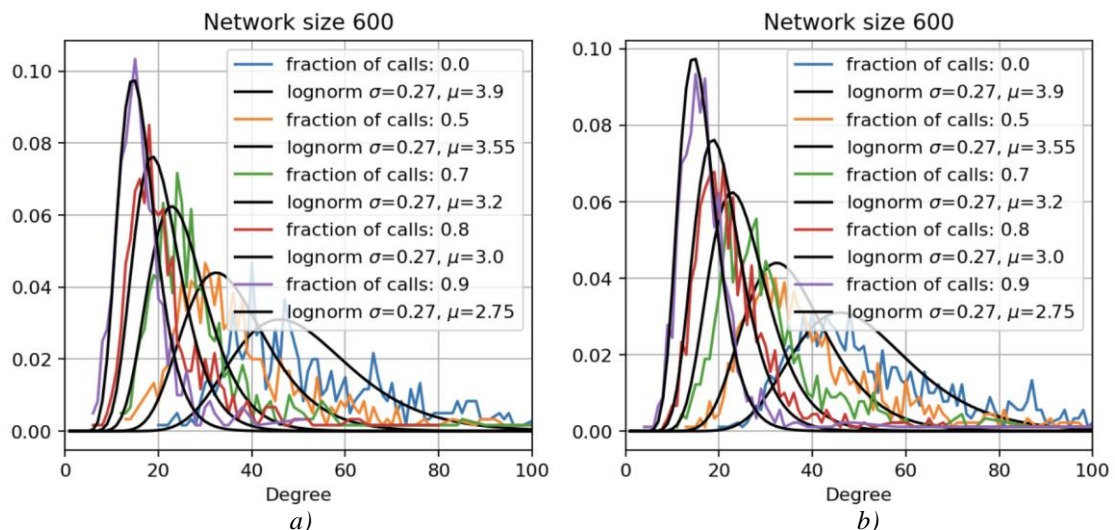 Network size 600
0.10
0.08
0.06
0.04
0.02
0.00
fraction of calls: 0.0
lognorm σ=0.27, μ=3.9
fraction of calls: 0.5
lognorm σ=0.27, μ=3.55
fraction of calls: 0.7
lognorm σ=0.27, μ=3.2
fraction of calls: 0.8
lognorm σ=0.27, μ=3.0
fraction of calls: 0.9
lognorm σ=0.27, μ=2.75
0 20 40 60 80 100
Degree
a)
Network size 600
0.10
0.08
0.06
0.04
0.02
0.00
fraction of calls: 0.0
lognorm σ=0.27, μ=3.9
fraction of calls: 0.5
lognorm σ=0.27, μ=3.55
fraction of calls: 0.7
lognorm σ=0.27, μ=3.2
fraction of calls: 0.8
lognorm σ=0.27, μ=3.0
fraction of calls: 0.9
lognorm σ=0.27, μ=2.75
0 20 40 60 80 100
Degree
b)